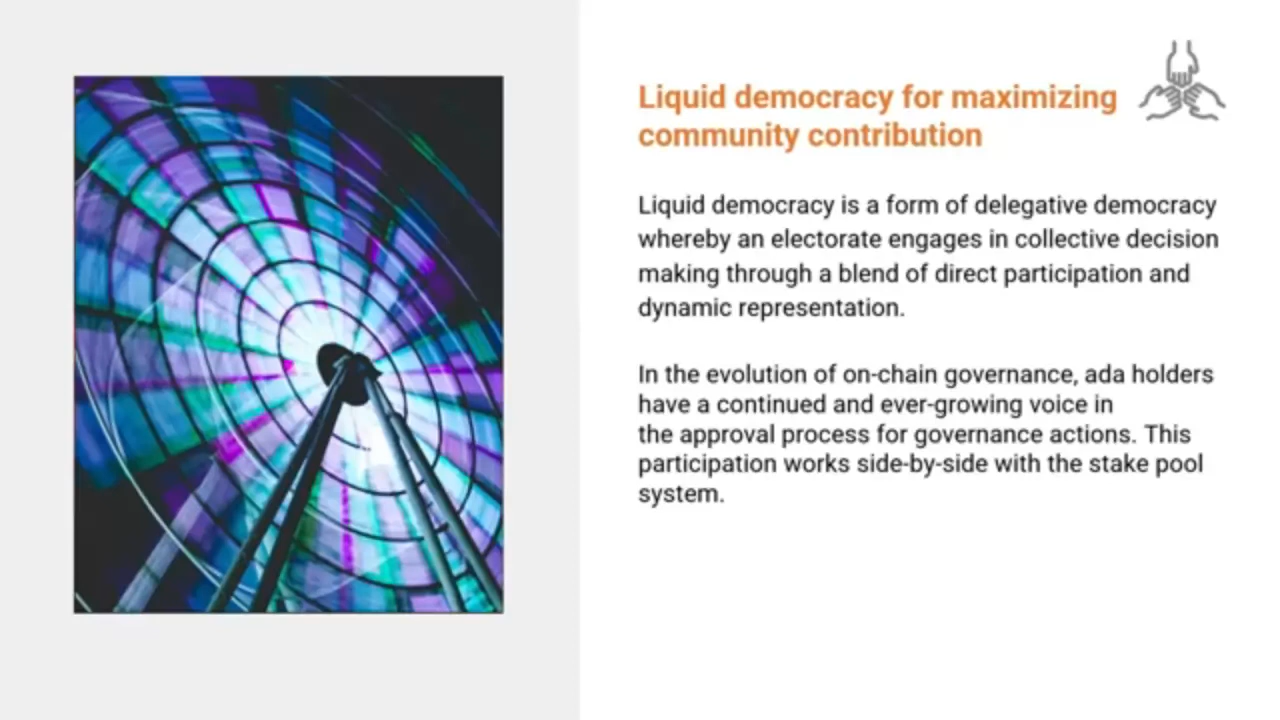 Liquid democracy for maximizing
community contribution
Liquid democracy is a form of delegative democracy
whereby an electorate engages in collective decision
making through a blend of direct participation and
dynamic representation.
In the evolution of on-chain governance, ada holders
have a continued and ever-growing voice in
the approval process for governance actions. This
participation works side-by-side with the stake pool
system.